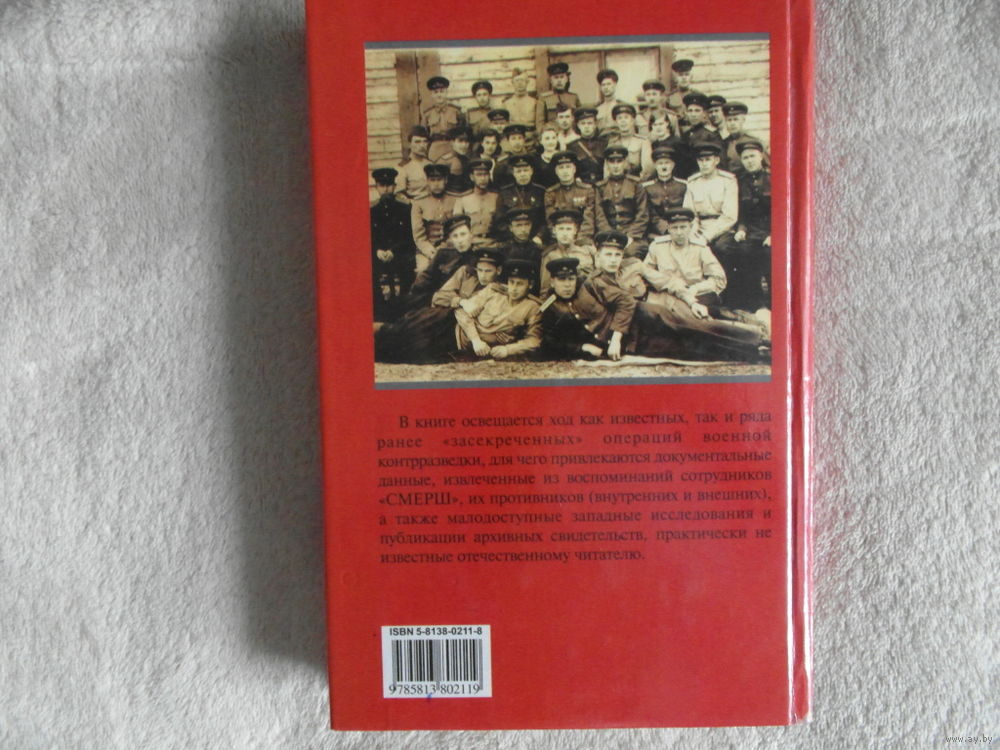 В книге освещается ход как известных, так и ряда
ранее «засекреченных» операций военной
контрразведки, для чего привлекаются документальные
данные, извлеченные из воспоминаний сотрудников
«СМЕРШ», их противников (внутренних и внешних),
а также малодоступные западные исследования и
публикации архивных свидетельств, практически не
известные отечественному читателю.
ISBN 5-8138-0211-8
9785813802119
www.ay.by